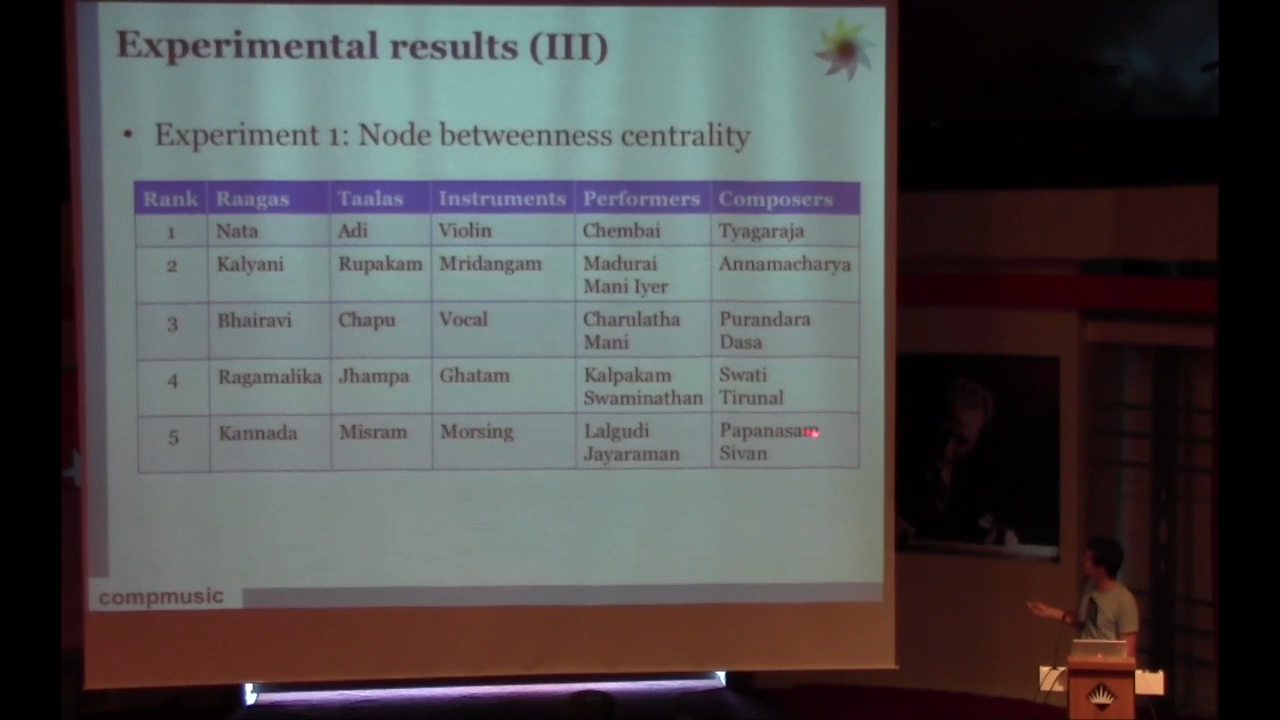 Experimental results (III)
• Experiment 1: Node betweenness centrality
Rank Raagas Taalas Instruments Performers Composers
1 Nata Adi Violin Chembai Tyagaraja
2 Kalyani Rupakam Mridangam Madurai Mani Iyer Annamacharya
3 Bhairavi Chapu Vocal Charulatha Mani Purandara Dasa
4 Ragamalika Jhampa Ghatam Kalpakam Swaminathan Swati Tirunal
5 Kannada Misram Morsing Lalgudi Jayaraman Papanasam Sivan
compmusic